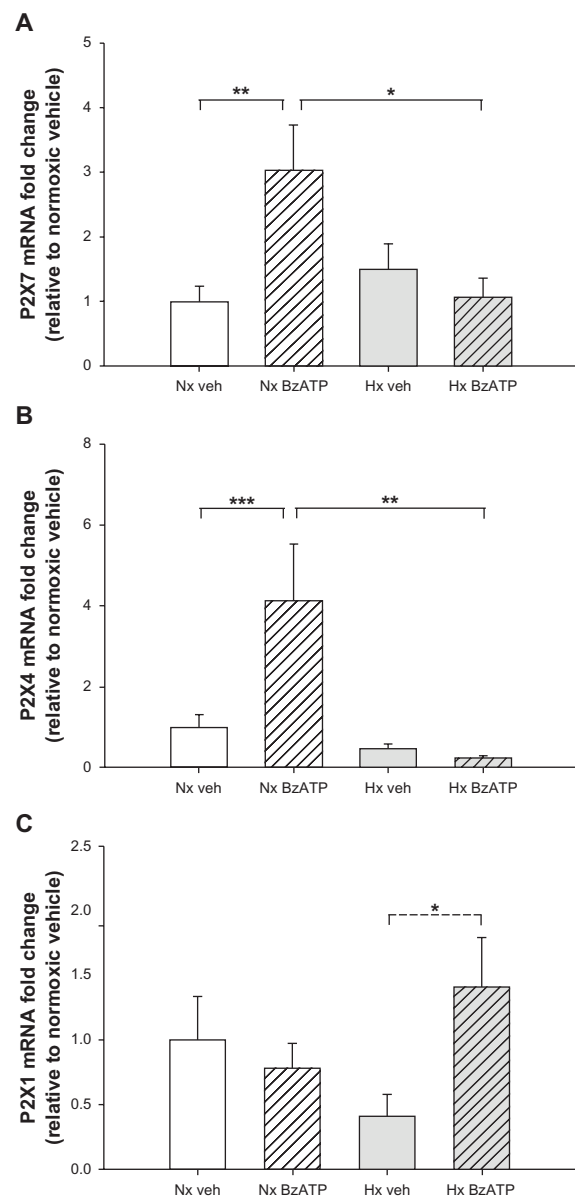 A
P2X7 mRNA fold change
(relative to normoxic vehicle)
5
4
3
2
1
0
**
*
Nx veh Nx BzATP Hx veh Hx BzATP
B
P2X4 mRNA fold change
(relative to normoxic vehicle)
8
6
4
2
0
***
**
Nx veh Nx BzATP Hx veh Hx BzATP
C
P2X1 mRNA fold change
(relative to normoxic vehicle)
2.5
2.0
1.5
1.0
0.5
0.0
*
Nx veh Nx BzATP Hx veh Hx BzATP